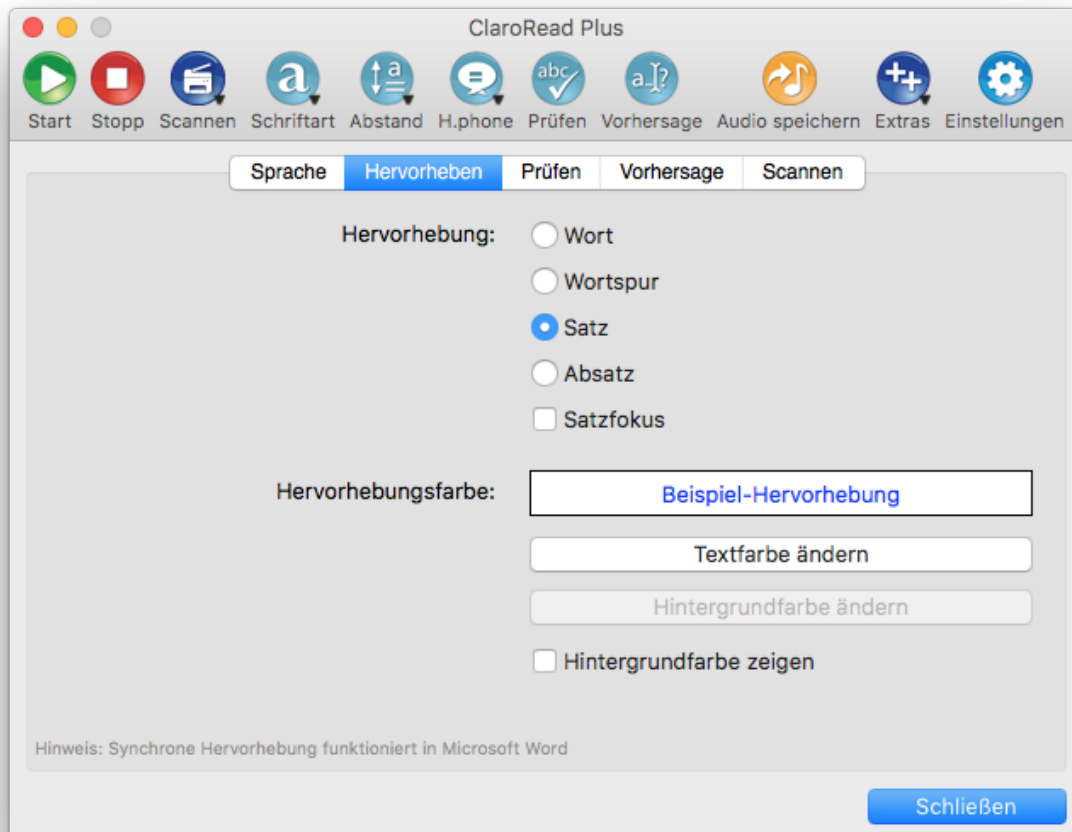 ClaroRead Plus
Start Stopp Scannen Schriftart Abstand H.phone Prüfen Vorhersage Audio speichern Extras Einstellungen
Sprache Hervorheben Prüfen Vorhersage Scannen
Hervorhebung: Wort
Wortspur
Satz
Absatz
Satzfokus
Hervorhebungsfarbe: Beispiel-Hervorhebung
Textfarbe ändern
Hintergrundfarbe ändern
Hintergrundfarbe zeigen
Hinweis: Synchrone Hervorhebung funktioniert in Microsoft Word
Schließen